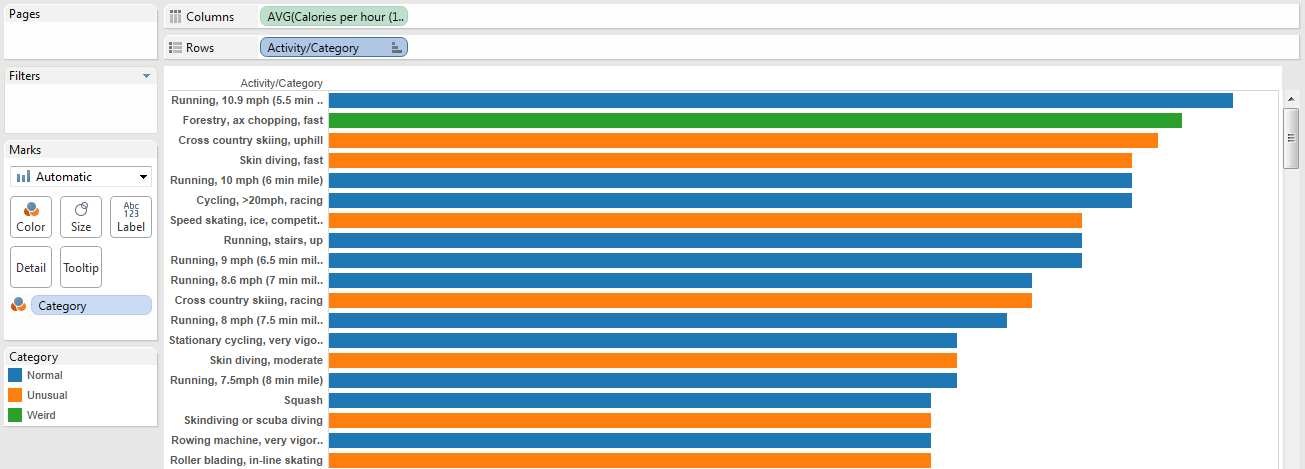 Pages
Filters
Marks
Automatic
Color
Size
Abc
123
Label
Detail
Tooltip
Category
Category
Normal
Unusual
Weird
Columns
AVG(Calories per hour (1..
Rows
Activity/Category
Activity/Category
Running, 10.9 mph (5.5 min ..
Forestry, ax chopping, fast
Cross country skiing, uphill
Skin diving, fast
Running, 10 mph (6 min mile)
Cycling, >20mph, racing
Speed skating, ice, competit..
Running, stairs, up
Running, 9 mph (6.5 min mil..
Running, 8.6 mph (7 min mil..
Cross country skiing, racing
Running, 8 mph (7.5 min mil..
Stationary cycling, very vigo..
Skin diving, moderate
Running, 7.5mph (8 min mile)
Squash
Skindiving or scuba diving
Rowing machine, very vigor..
Roller blading, in-line skating